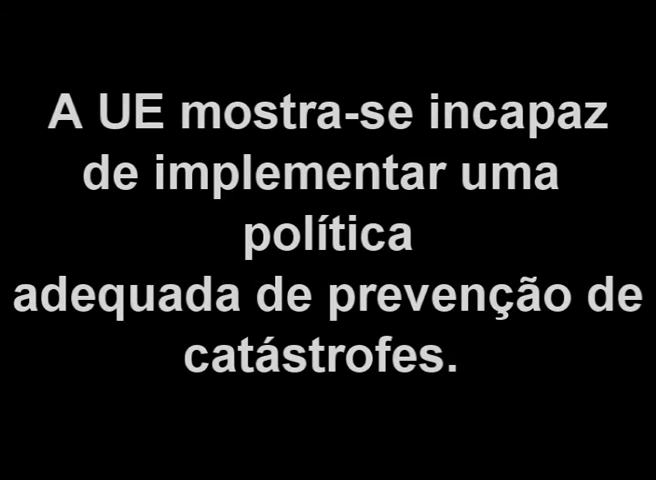 A UE mostra-se incapaz
de implementar uma
política
adequada de prevenção de
catástrofes.